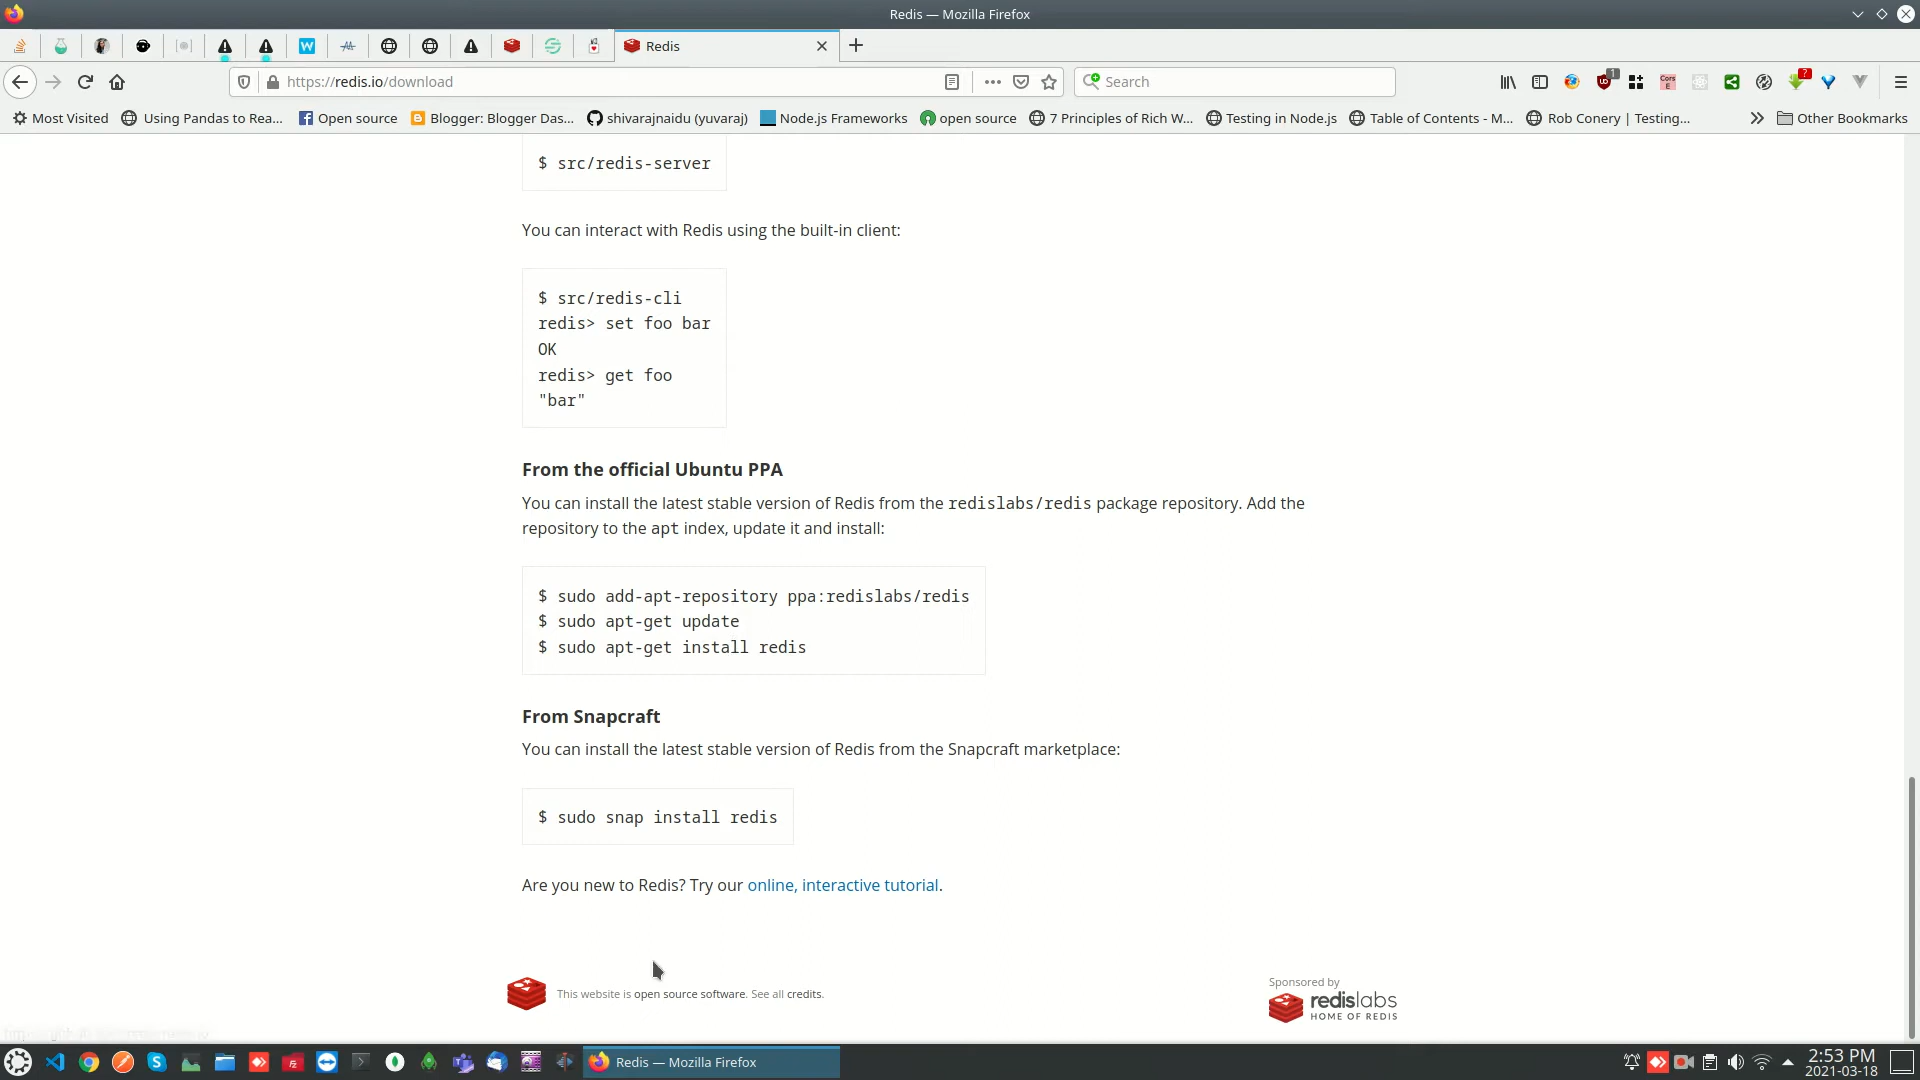 Redis — Mozilla Firefox
Redis
https://redis.io/download
Search
1
Cors
E
?
Most Visited
Using Pandas to Rea...
Open source
Blogger: Blogger Das...
shivarajnaidu (yuvaraj)
Node.js Frameworks
open source
7 Principles of Rich W...
Testing in Node.js
Table of Contents - M...
Rob Conery | Testing...
Other Bookmarks
$ src/redis-server
You can interact with Redis using the built-in client:
$ src/redis-cli
redis> set foo bar
OK
redis> get foo
"bar"
From the official Ubuntu PPA
You can install the latest stable version of Redis from the redislabs/redis package repository. Add the
repository to the apt index, update it and install:
$ sudo add-apt-repository ppa:redislabs/redis
$ sudo apt-get update
$ sudo apt-get install redis
From Snapcraft
You can install the latest stable version of Redis from the Snapcraft marketplace:
$ sudo snap install redis
Are you new to Redis? Try our online, interactive tutorial.
This website is open source software. See all credits.
Sponsored by
redislabs
HOME OF REDIS
Redis — Mozilla Firefox
2:53 PM
2021-03-18